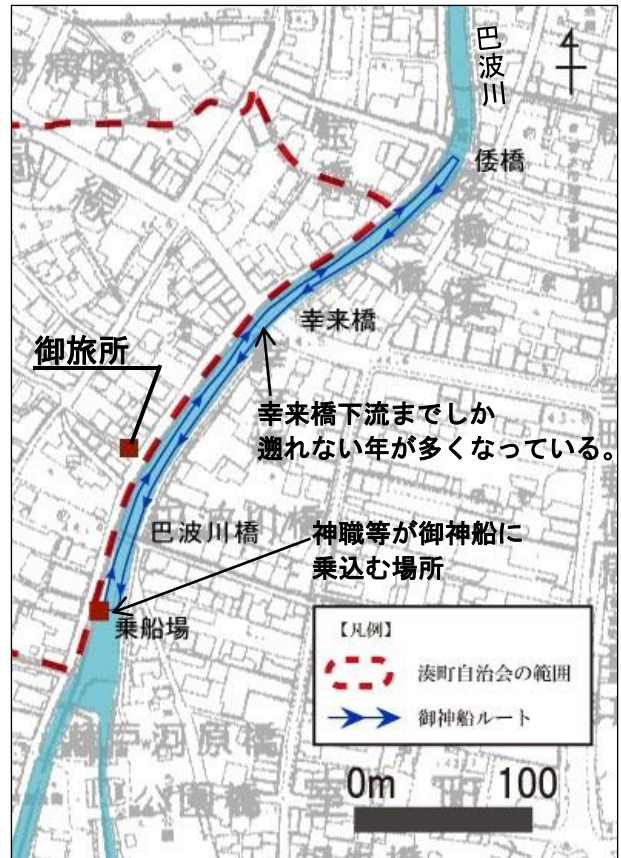 巴波川
倭橋
幸来橋
御旅所
幸来橋下流までしか
遡れない年が多くなっている。
巴波川橋
神職等が御神船に
乗込む場所
乗船場
【凡例】
湊町自治会の範囲
御神船ルート
0m 100